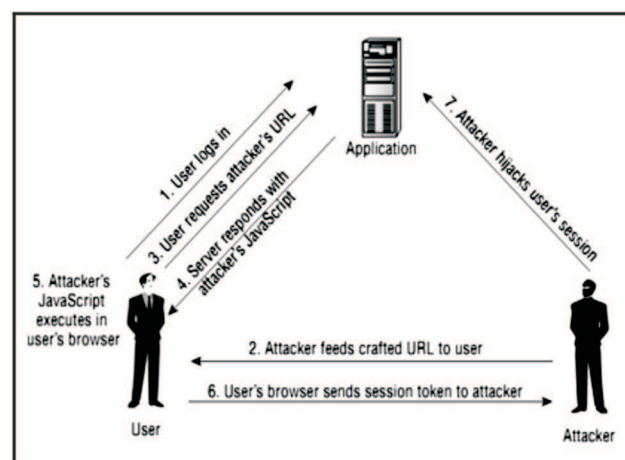 Application
1. User logs in
3. User requests attacker's URL
4. Server responds with
attacker's JavaScript
7. Attacker hijacks user's
session
5. Attacker's
JavaScript
executes in
user's browser
2. Attacker feeds crafted URL to user
6. User's browser sends session token to attacker
User
Attacker